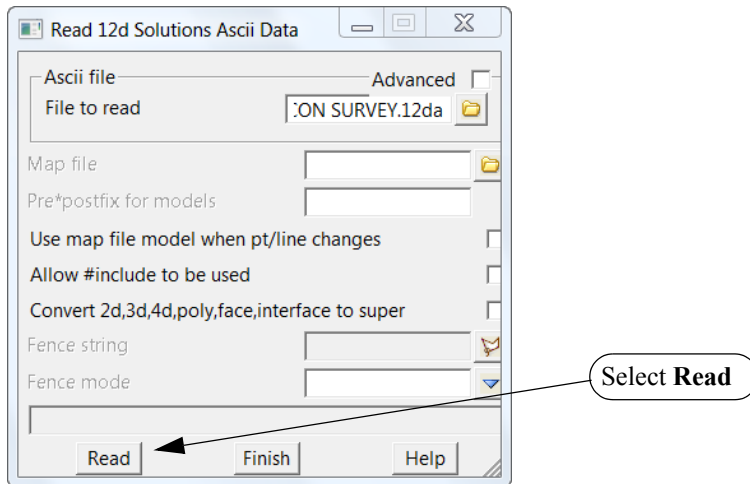 Read 12d Solutions Ascii Data
Ascii file
Advanced
File to read
CON SURVEY.12da
Map file
Pre*postfix for models
Use map file model when pt/line changes
Allow #include to be used
Convert 2d,3d,4d,poly,face,interface to super
Fence string
Fence mode
Select Read
Read Finish Help